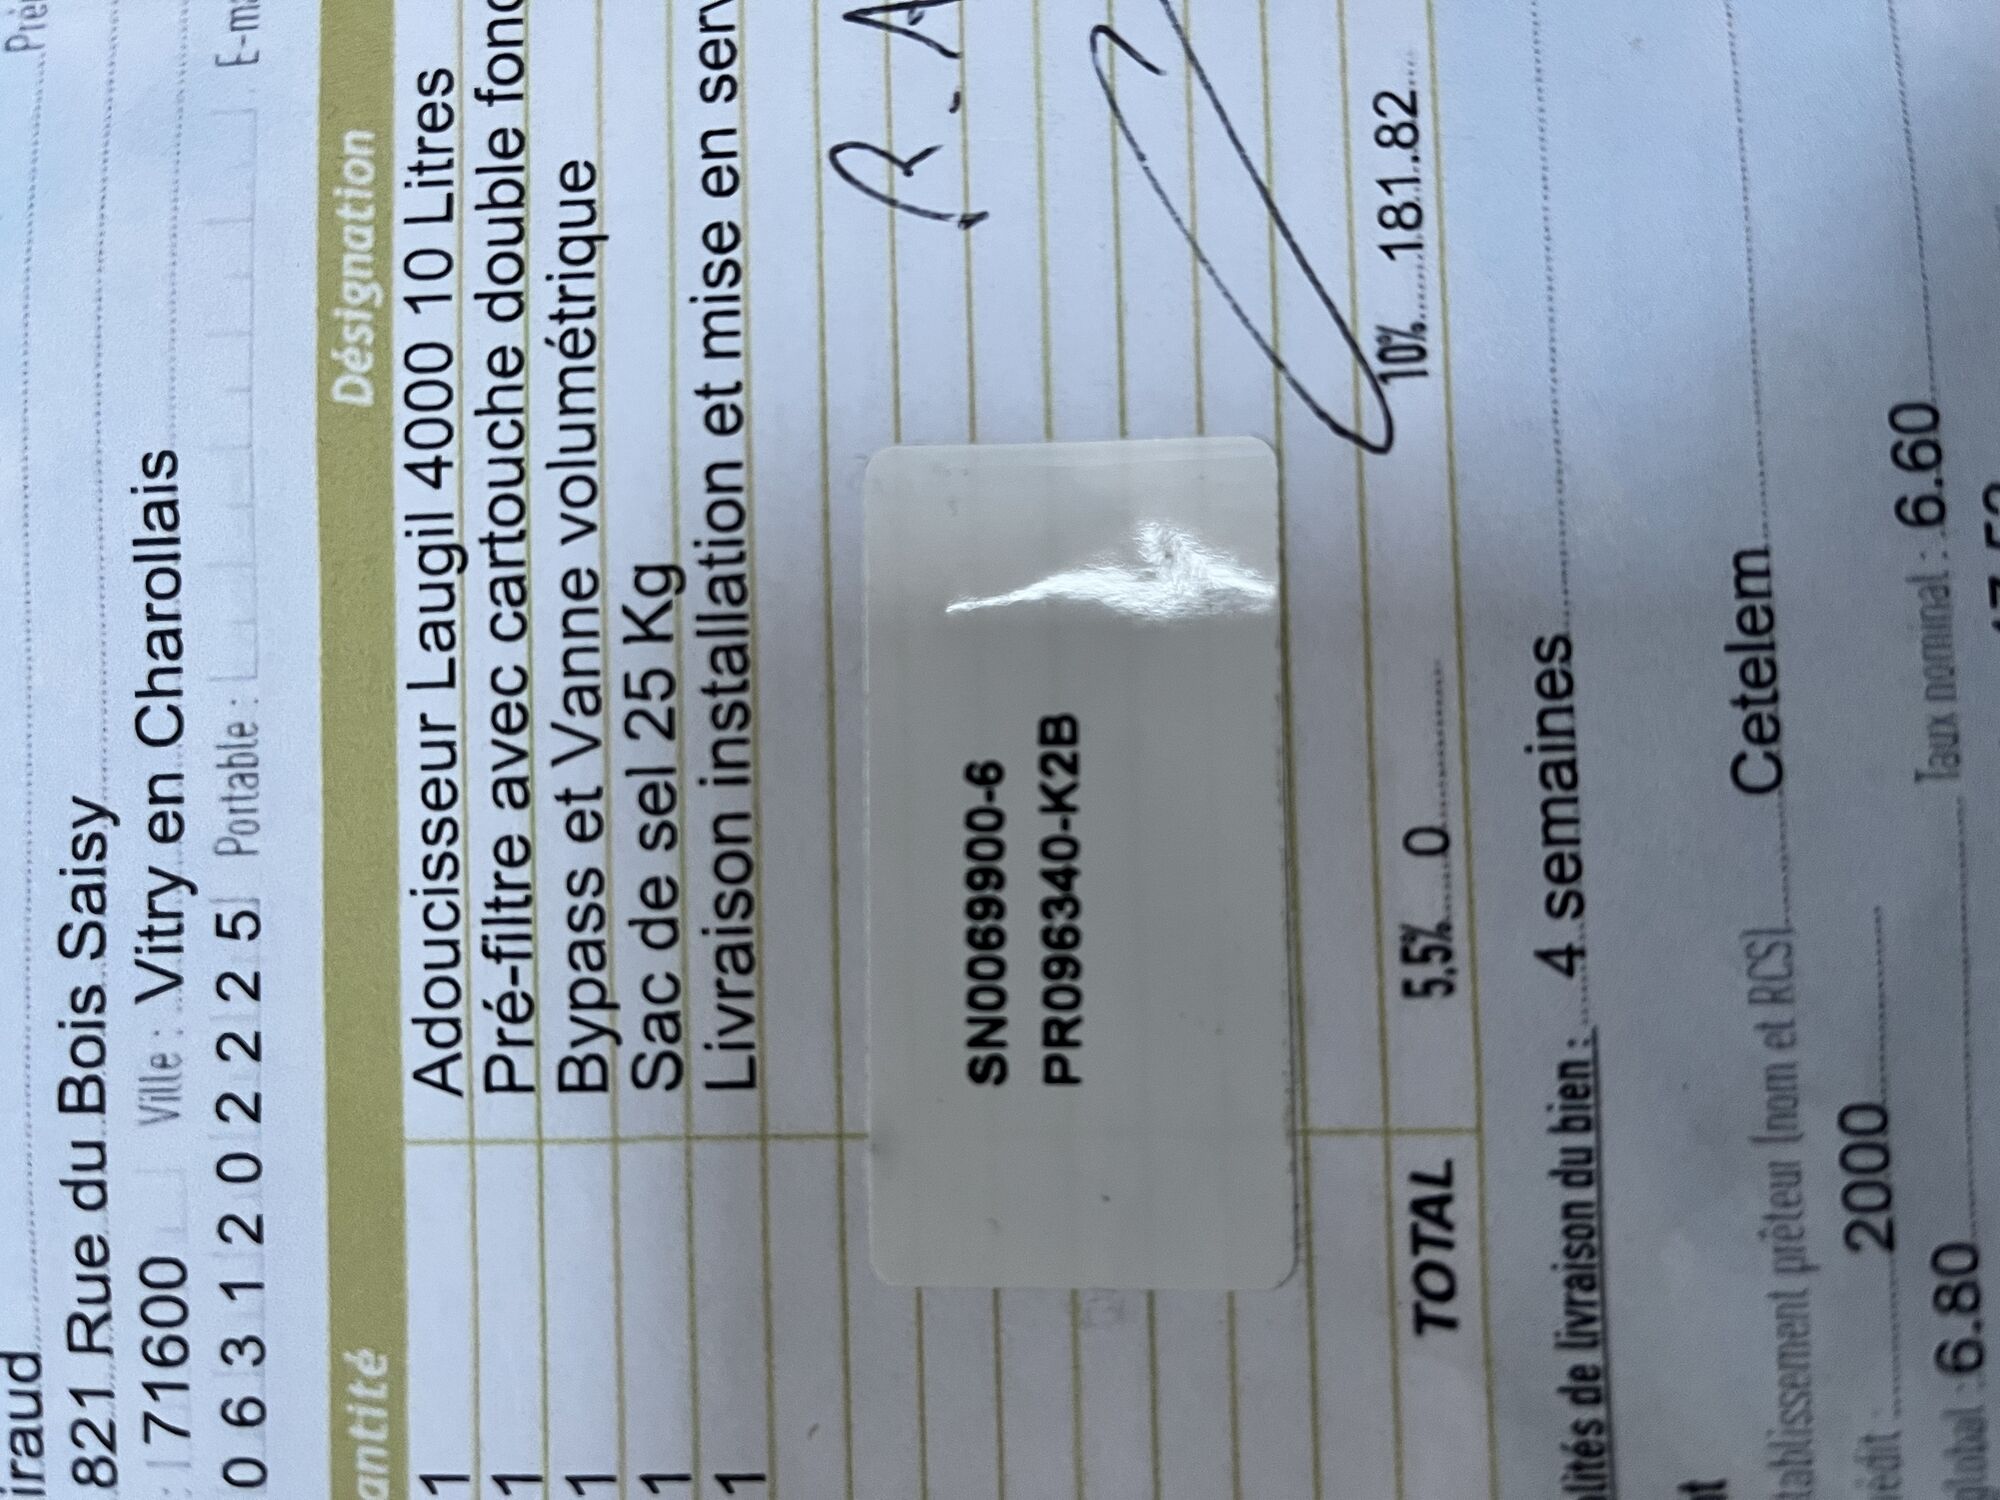 iraud
821 Rue du Bois Saisy
71600 Ville : Vitry en Charollais
0 6 3 1 2 0 2 2 2 5 Portable : E-m
antité Désignation
1 Adoucisseur Laugil 4000 10 Litres
1 Pré-filtre avec cartouche double fond
1 Bypass et Vanne volumétrique
1 Sac de sel 25 Kg
1 Livraison installation et mise en serv
R.A
SN0069900-6
PR096340-K2B
TOTAL 5,5% 0 10% 181.82
lités de livraison du bien : 4 semaines
nt
tablissement prêteur (nom et RCS) Cetelem
rédit : 2000
global : 6.80 Taux nominal : 6.60